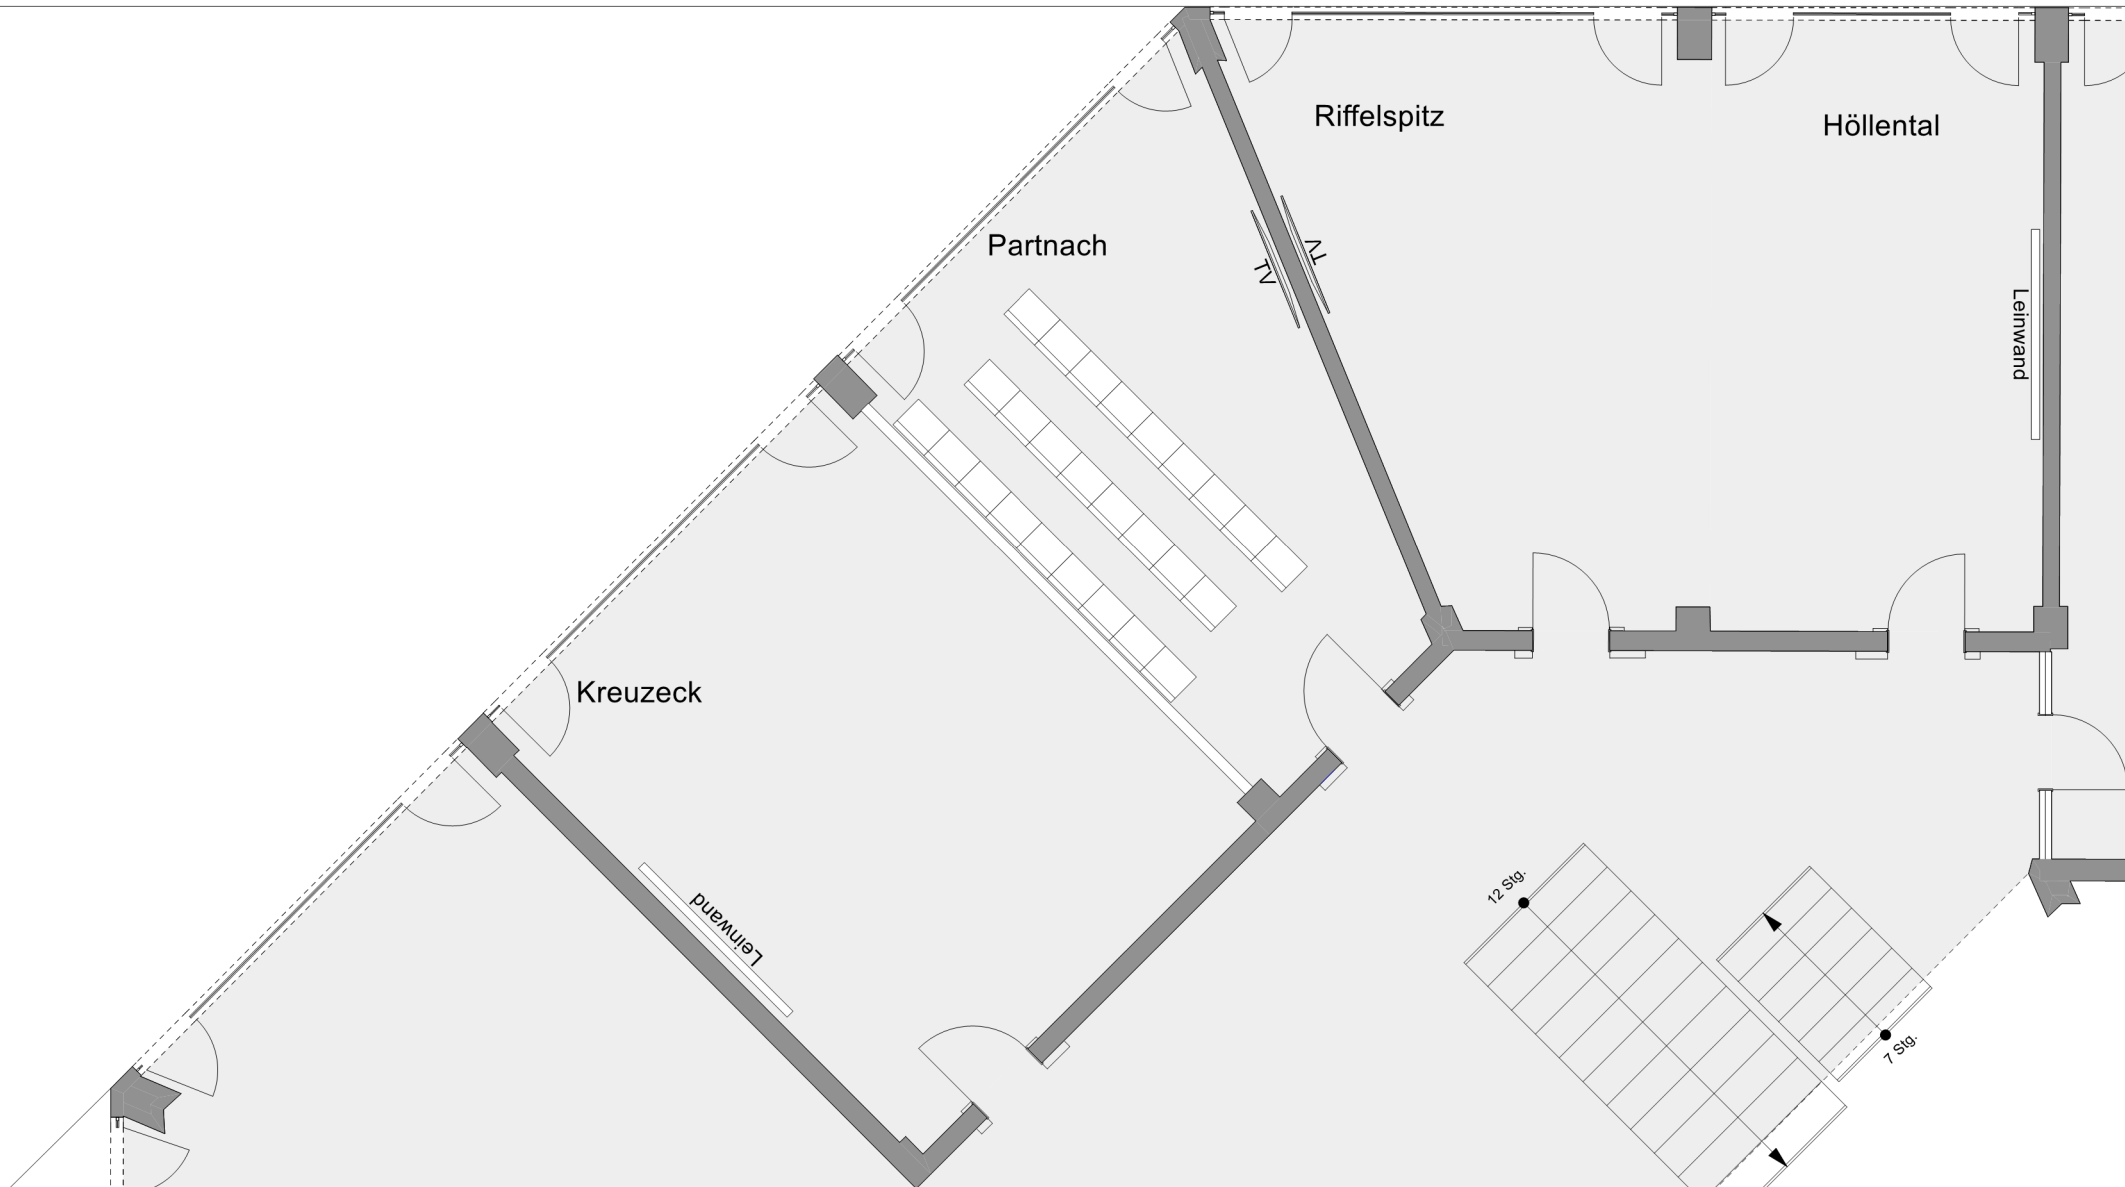 Riffelspitz
Höllental
Partnach
TV
TV
Leinwand
Kreuzeck
Leinwand
12 Stg.
7 Stg.